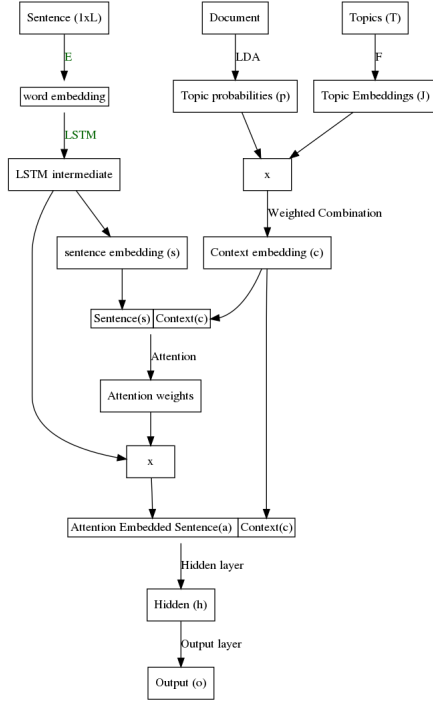 Sentence (1xL)
Document
Topics (T)
E
LDA
F
word embedding
Topic probabilities (p)
Topic Embeddings (J)
LSTM
LSTM intermediate
x
Weighted Combination
sentence embedding (s)
Context embedding (c)
Sentence(s)
Context(c)
Attention
Attention weights
x
Attention Embedded Sentence(a)
Context(c)
Hidden layer
Hidden (h)
Output layer
Output (o)